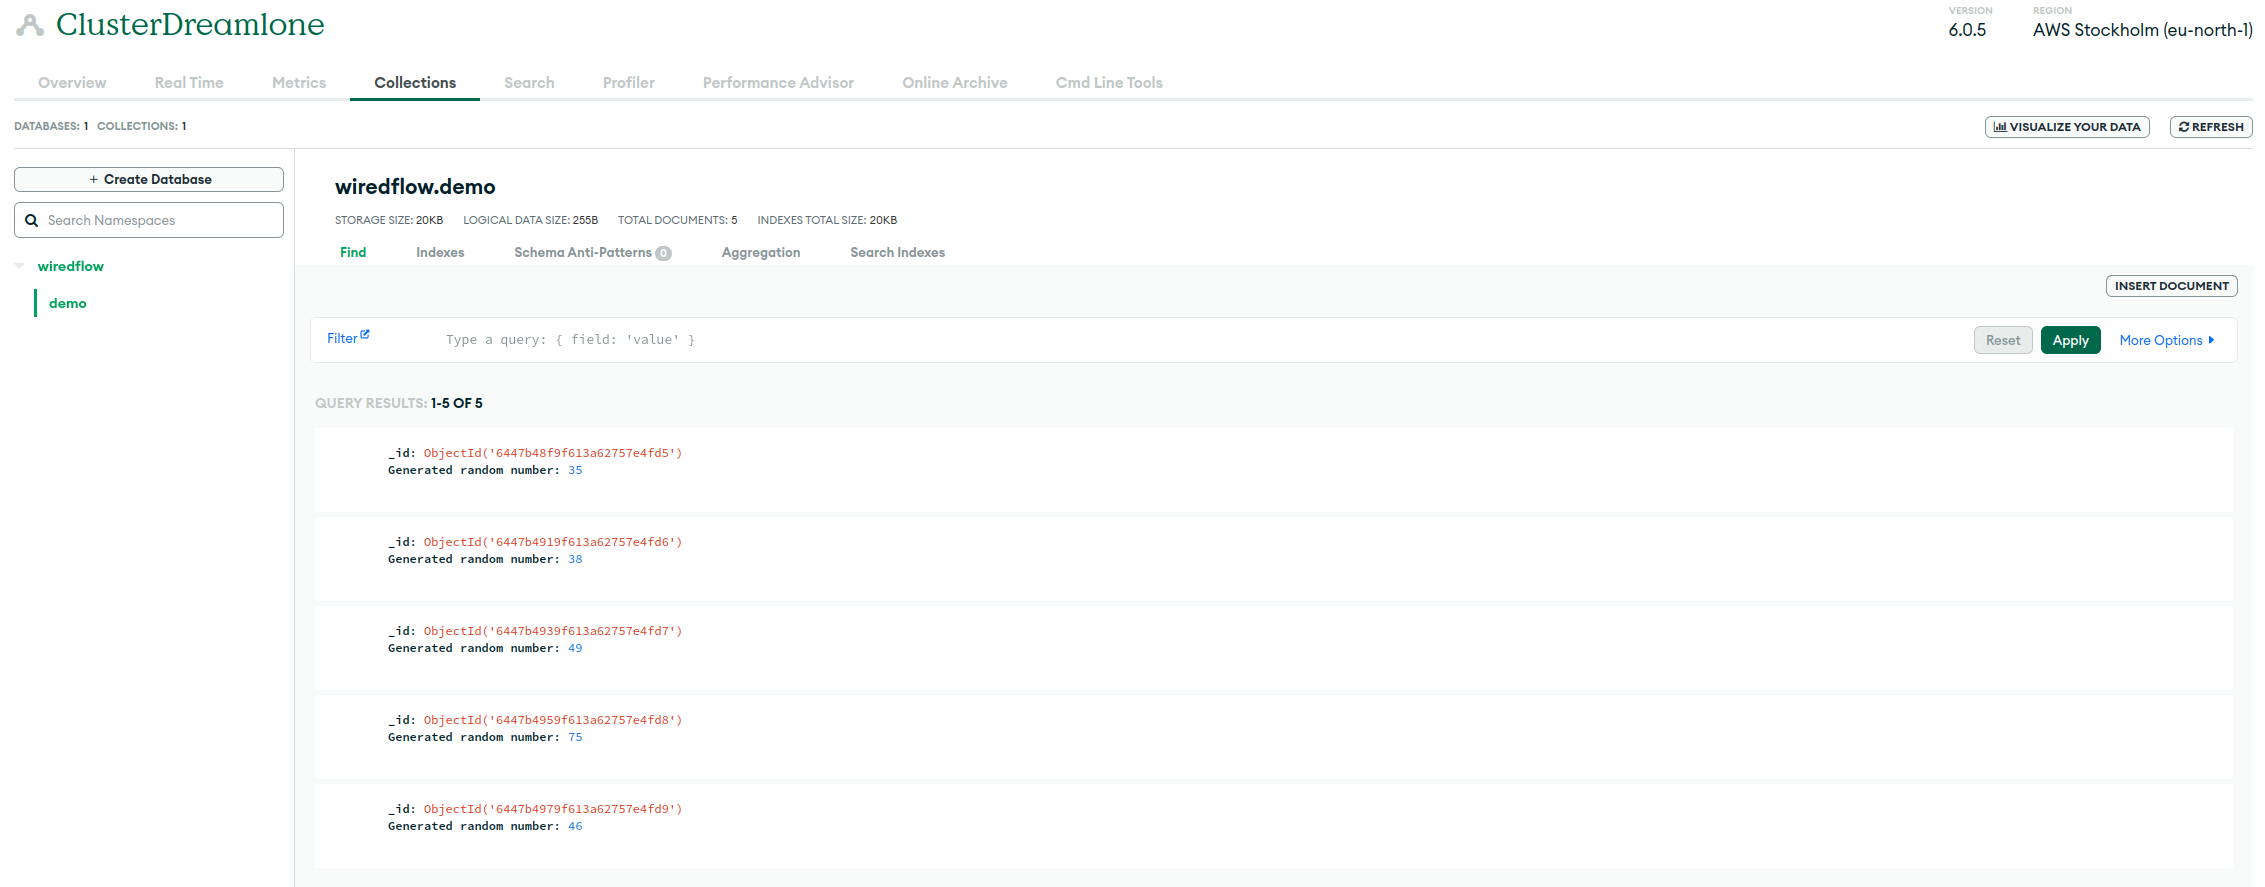 ClusterDreamlone
VERSION
6.0.5
REGION
AWS Stockholm (eu-north-1)
Overview Real Time Metrics Collections Search Profiler Performance Advisor Online Archive Cmd Line Tools
DATABASES: 1 COLLECTIONS: 1
VISUALIZE YOUR DATA REFRESH
+ Create Database
Search Namespaces
wiredflow
demo
wiredflow.demo
STORAGE SIZE: 20KB LOGICAL DATA SIZE: 255B TOTAL DOCUMENTS: 5 INDEXES TOTAL SIZE: 20KB
Find Indexes Schema Anti-Patterns 0 Aggregation Search Indexes
INSERT DOCUMENT
Filter Type a query: { field: 'value' } Reset Apply More Options
QUERY RESULTS: 1-5 OF 5
_id: ObjectId('6447b48f9f613a62757e4fd5')
Generated random number: 35
_id: ObjectId('6447b4919f613a62757e4fd6')
Generated random number: 38
_id: ObjectId('6447b4939f613a62757e4fd7')
Generated random number: 49
_id: ObjectId('6447b4959f613a62757e4fd8')
Generated random number: 75
_id: ObjectId('6447b4979f613a62757e4fd9')
Generated random number: 46